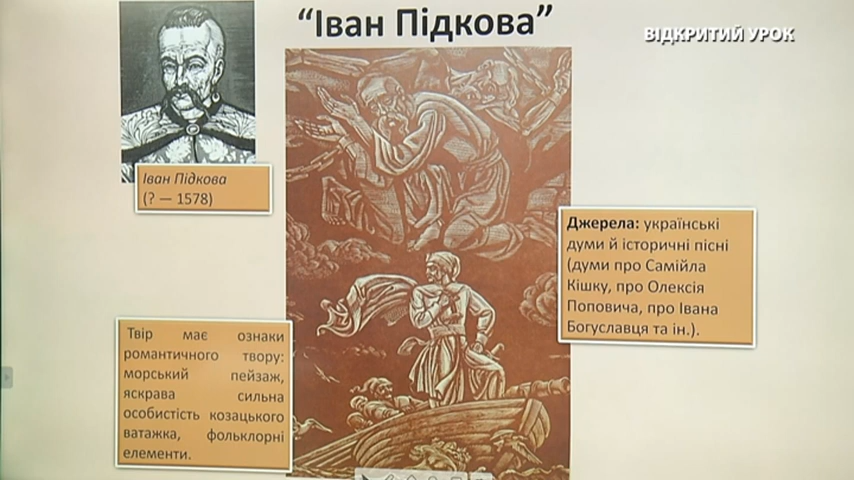 “Іван Підкова”
ВІДКРИТИЙ УРОК
Іван Підкова
(? — 1578)
Джерела: українські
думи й історичні пісні
(думи про Самійла
Кішку, про Олексія
Поповича, про Івана
Богуславця та ін.).
Твір має ознаки
романтичного твору:
морський пейзаж,
яскрава сильна
особистість козацького
ватажка, фольклорні
елементи.